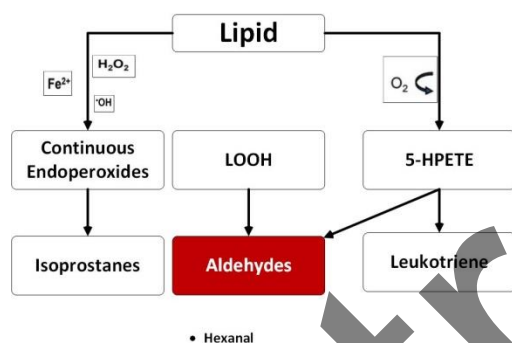 Lipid
H₂O₂
Fe²⁺
•OH
O₂
Continuous
Endoperoxides
LOOH
5-HPETE
Isoprostanes
Aldehydes
Leukotriene
• Hexanal